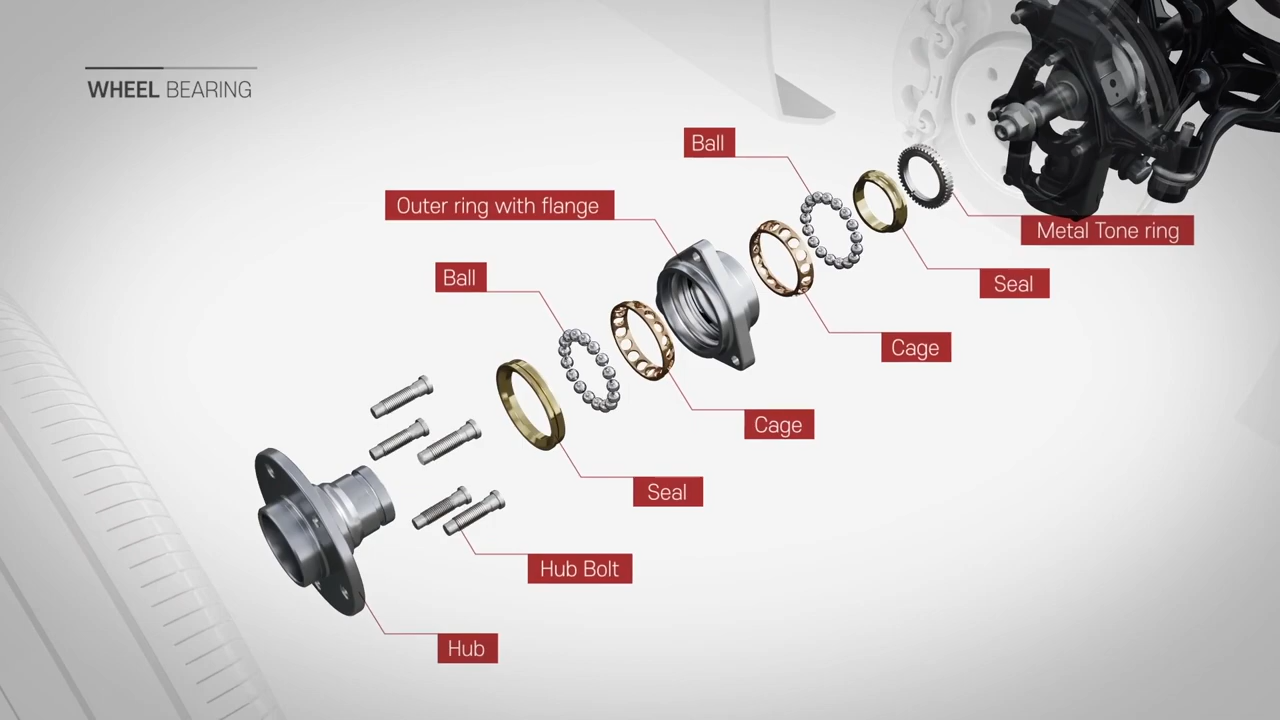 WHEEL BEARING
Ball
Outer ring with flange
Metal Tone ring
Ball
Seal
Cage
Cage
Seal
Hub Bolt
Hub